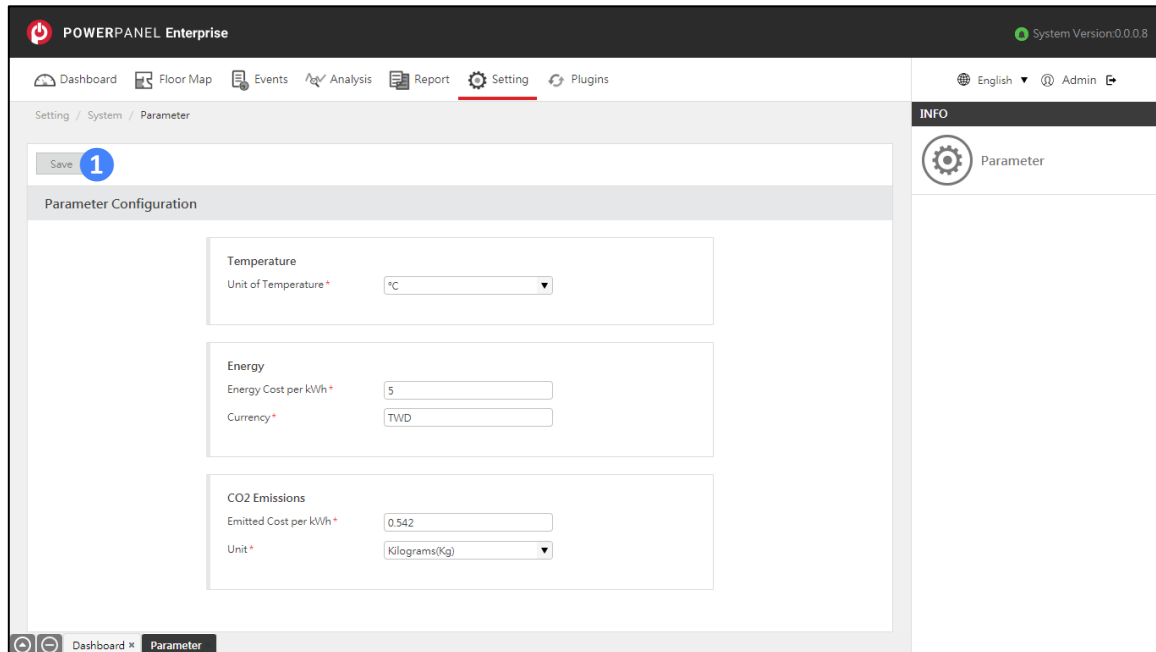 POWERPANEL Enterprise
System Version:0.0.0.8
Dashboard Floor Map Events Analysis Report Setting Plugins
English ▼ Admin
Setting / System / Parameter
INFO
Save 1
Parameter
Parameter Configuration
Temperature
Unit of Temperature* °C ▼
Energy
Energy Cost per kWh* 5
Currency* TWD
CO2 Emissions
Emitted Cost per kWh* 0.542
Unit* Kilograms(Kg) ▼
Dashboard × Parameter